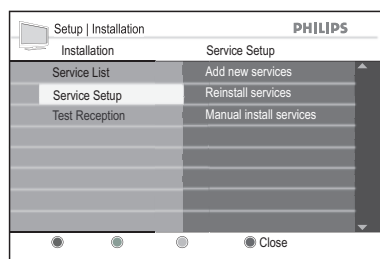 Setup | Installation PHILIPS
Installation Service Setup
Service List Add new services
Service Setup Reinstall services
Test Reception Manual install services
Close